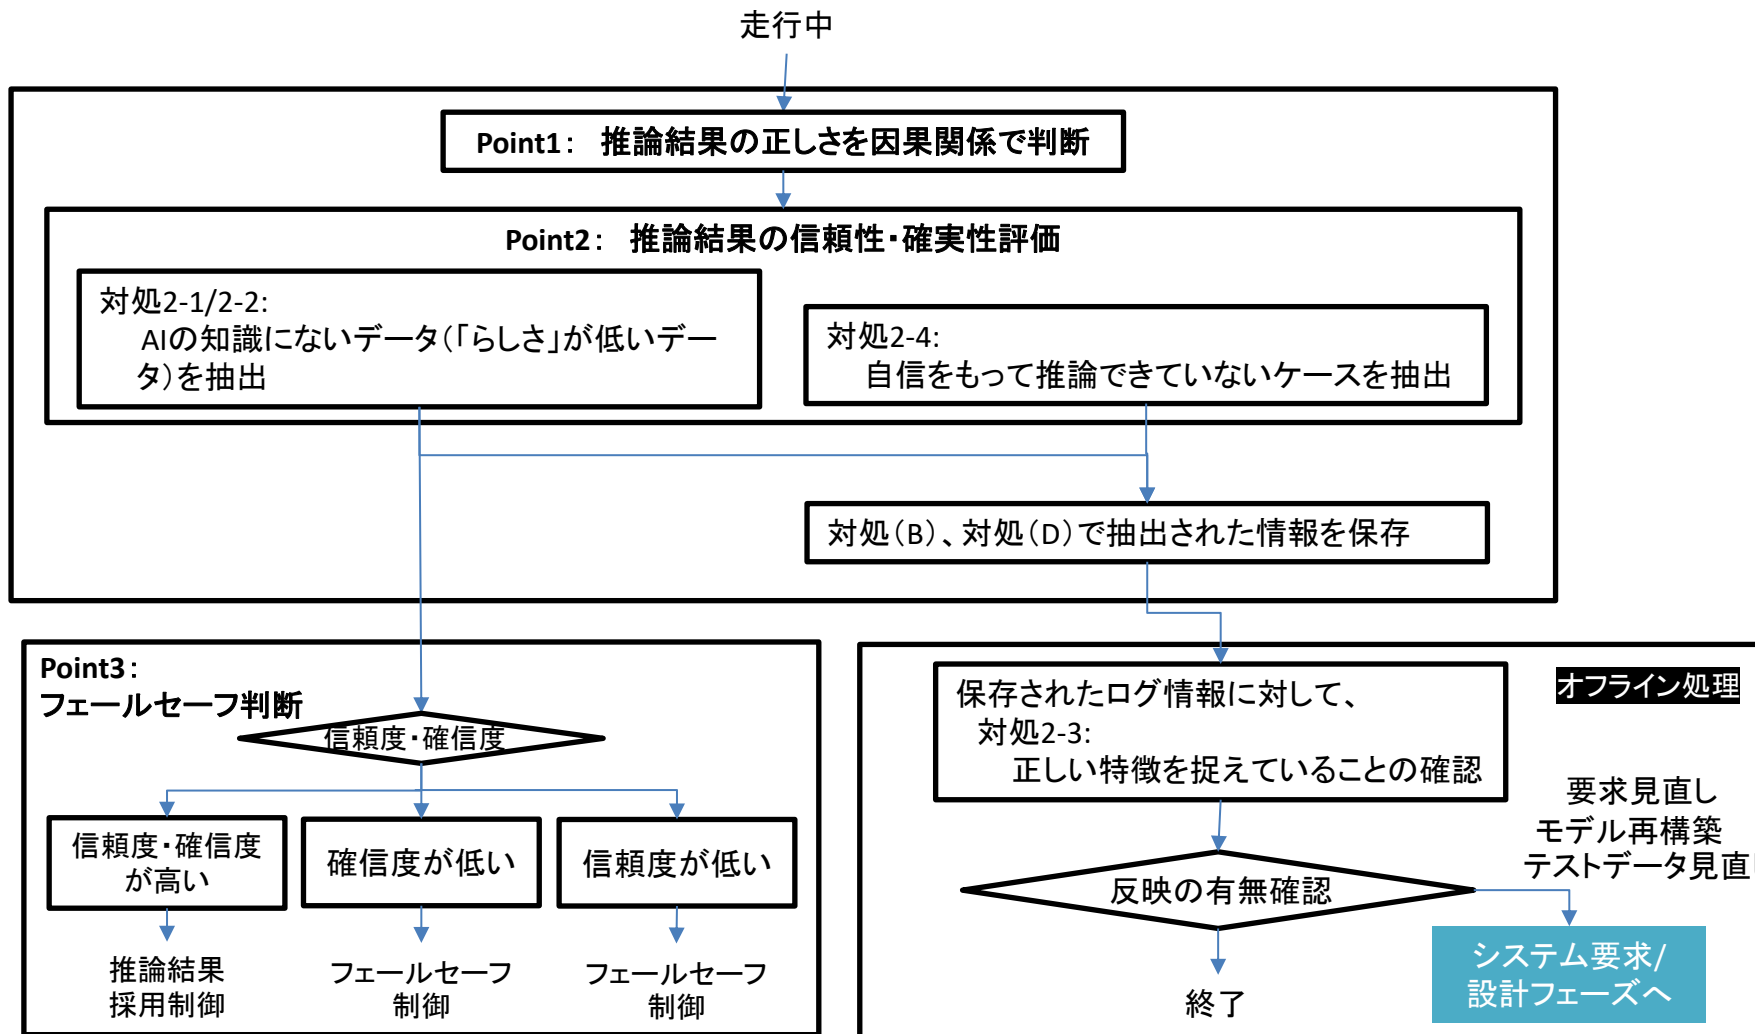 走行中
Point1： 推論結果の正しさを因果関係で判断
Point2： 推論結果の信頼性・確実性評価
対処2-1/2-2:
AIの知識にないデータ(「らしさ」が低いデー
タ)を抽出
対処2-4:
自信をもって推論できていないケースを抽出
対処(B)、対処(D)で抽出された情報を保存
Point3：
フェールセーフ判断
信頼度・確信度
信頼度・確信度
が高い
確信度が低い
信頼度が低い
推論結果
採用制御
フェールセーフ
制御
フェールセーフ
制御
オフライン処理
保存されたログ情報に対して、
対処2-3:
正しい特徴を捉えていることの確認
要求見直し
モデル再構築
テストデータ見直し
反映の有無確認
システム要求/
設計フェーズへ
終了